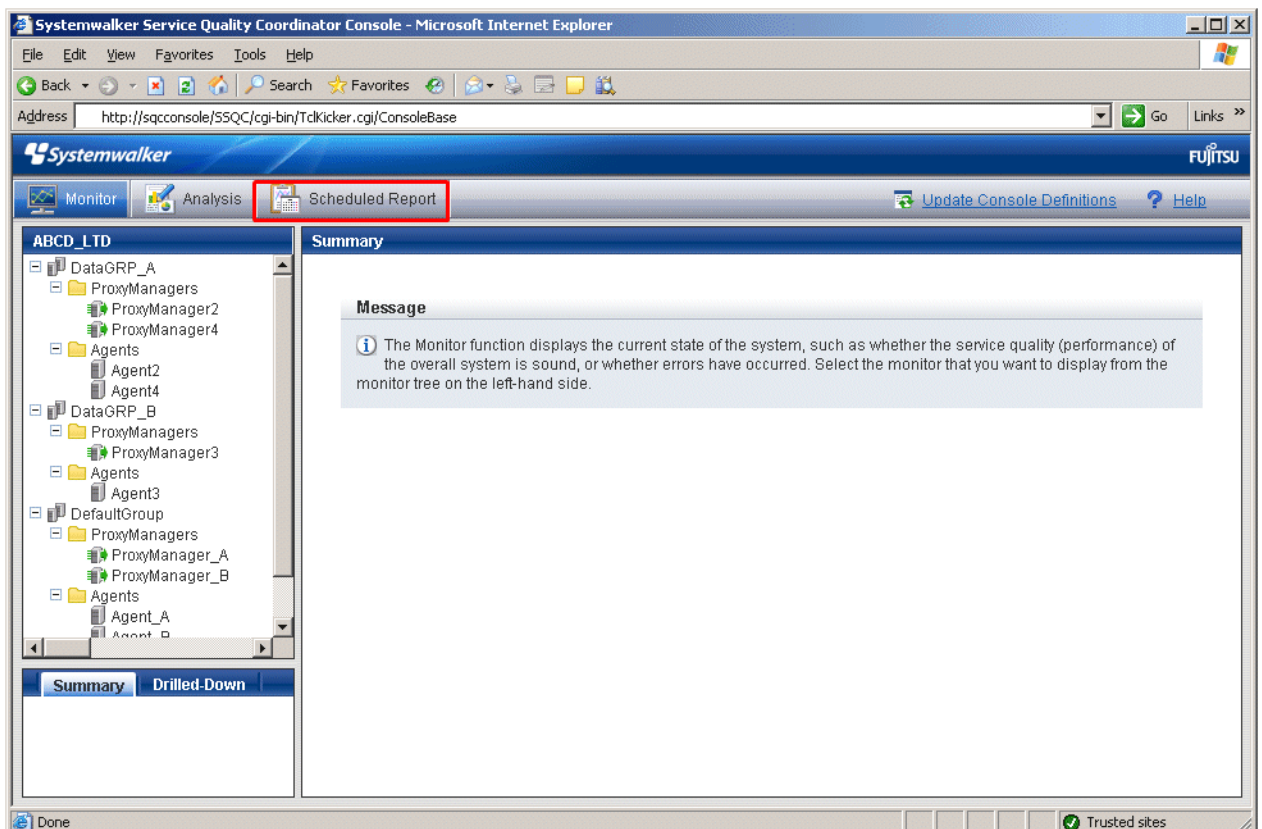 Systemwalker Service Quality Coordinator Console - Microsoft Internet Explorer
File Edit View Favorites Tools Help
Back Search Favorites
Address http://sqcconsole/SSQC/cgi-bin/TclKicker.cgi/ConsoleBase Go Links »
Systemwalker FUJITSU
Monitor Analysis Scheduled Report Update Console Definitions ? Help
ABCD_LTD
DataGRP_A
ProxyManagers
ProxyManager2
ProxyManager4
Agents
Agent2
Agent4
DataGRP_B
ProxyManagers
ProxyManager3
Agents
Agent3
DefaultGroup
ProxyManagers
ProxyManager_A
ProxyManager_B
Agents
Agent_A
Agent_B
Summary Drilled-Down
Summary
Message
The Monitor function displays the current state of the system, such as whether the service quality (performance) of
the overall system is sound, or whether errors have occurred. Select the monitor that you want to display from the
monitor tree on the left-hand side.
Done Trusted sites